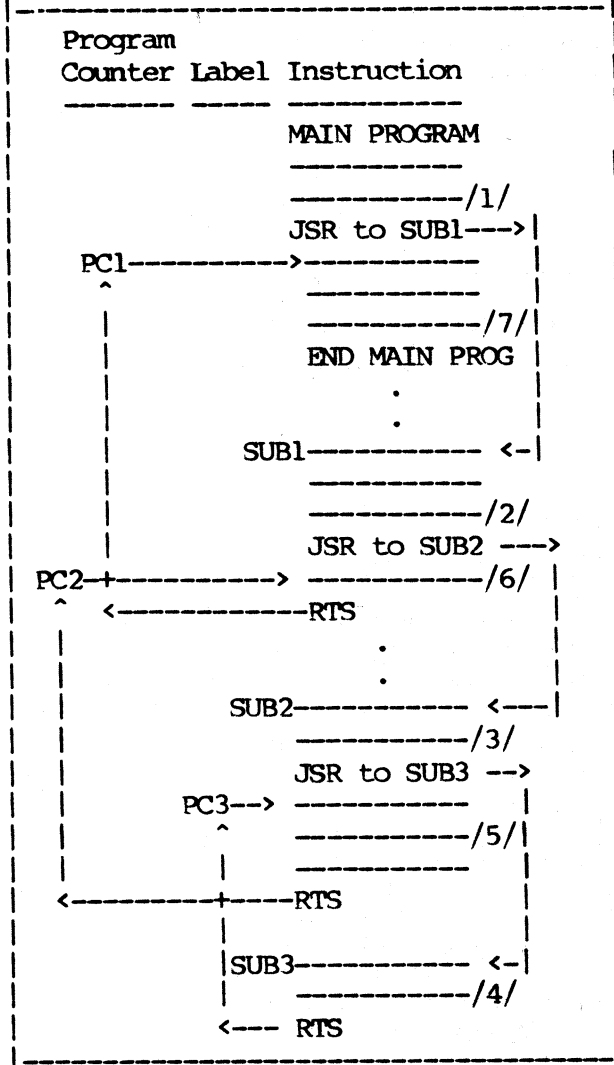 Program
Counter Label Instruction
------- ----- -----------
MAIN PROGRAM
-----------
-----------/1/
JSR to SUB1--->|
PC1----------->-----------
-----------
-----------/7/
END MAIN PROG
.
.
SUB1----------- <-|
-----------
-----------/2/
JSR to SUB2 --->
PC2-+-----------> -----------/6/
<------------RTS
.
.
SUB2----------- <---|
-----------/3/
JSR to SUB3 -->
PC3--> -----------
-----------/5/
-----------
<---------+----RTS
SUB3----------- <-|
-----------/4/
<--- RTS